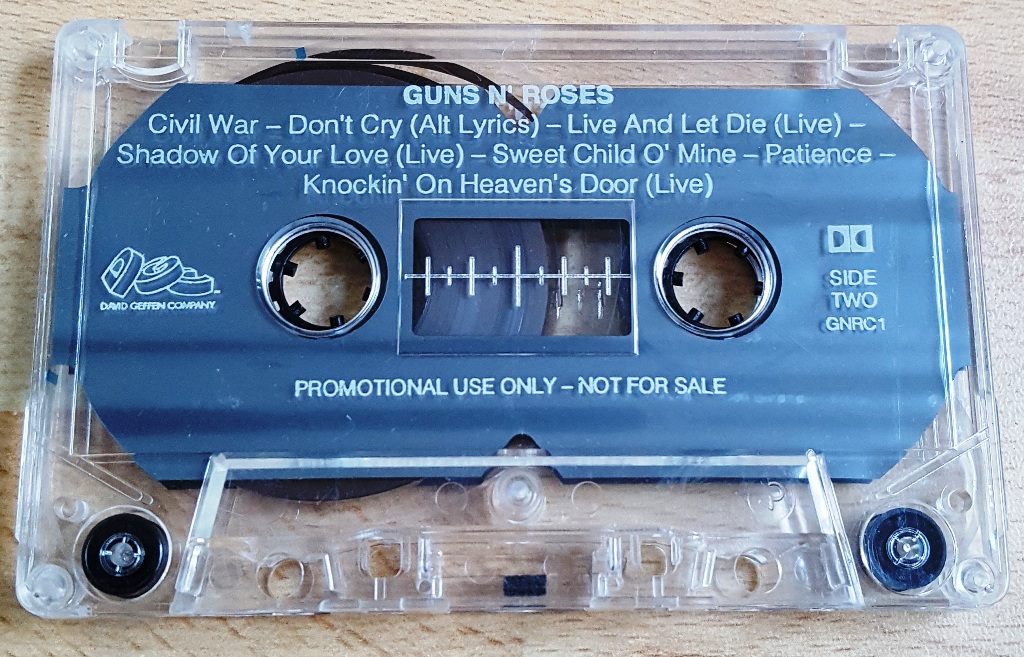 GUNS N' ROSES
Civil War – Don't Cry (Alt Lyrics) – Live And Let Die (Live) –
Shadow Of Your Love (Live) – Sweet Child O' Mine – Patience –
Knockin' On Heaven's Door (Live)
DAVID GEFFEN COMPANY
SIDE
TWO
GNRC1
PROMOTIONAL USE ONLY – NOT FOR SALE